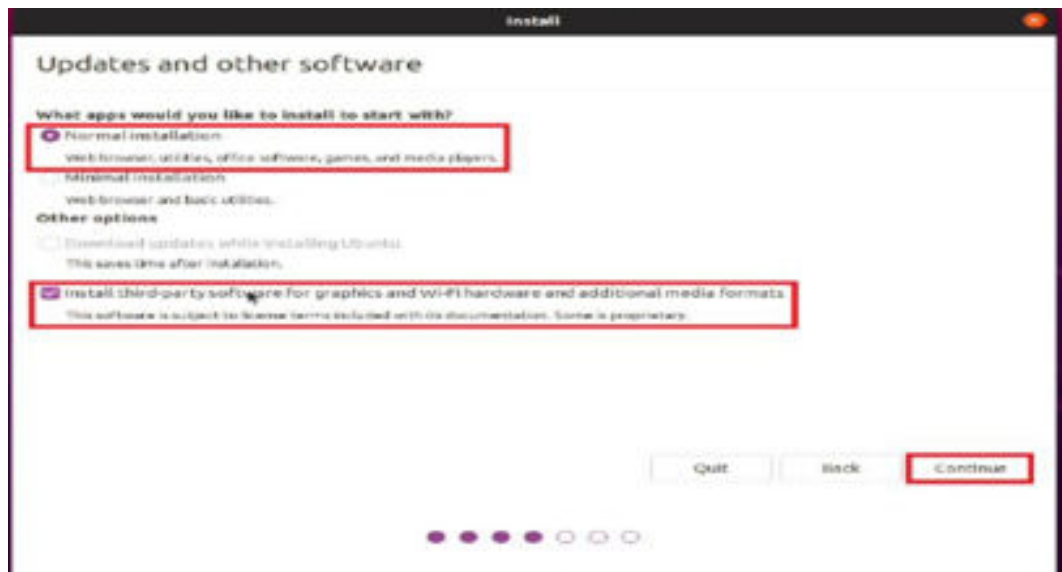 Install
Updates and other software
What apps would you like to install to start with?
Normal installation
Web browser, utilities, office software, games, and media players.
Minimal installation
Web browser and basic utilities.
Other options
Download updates while installing Ubuntu
This saves time after installation.
Install third-party software for graphics and Wi-Fi hardware and additional media formats
This software is subject to license terms included with its documentation. Some is proprietary.
Quit
Back
Continue